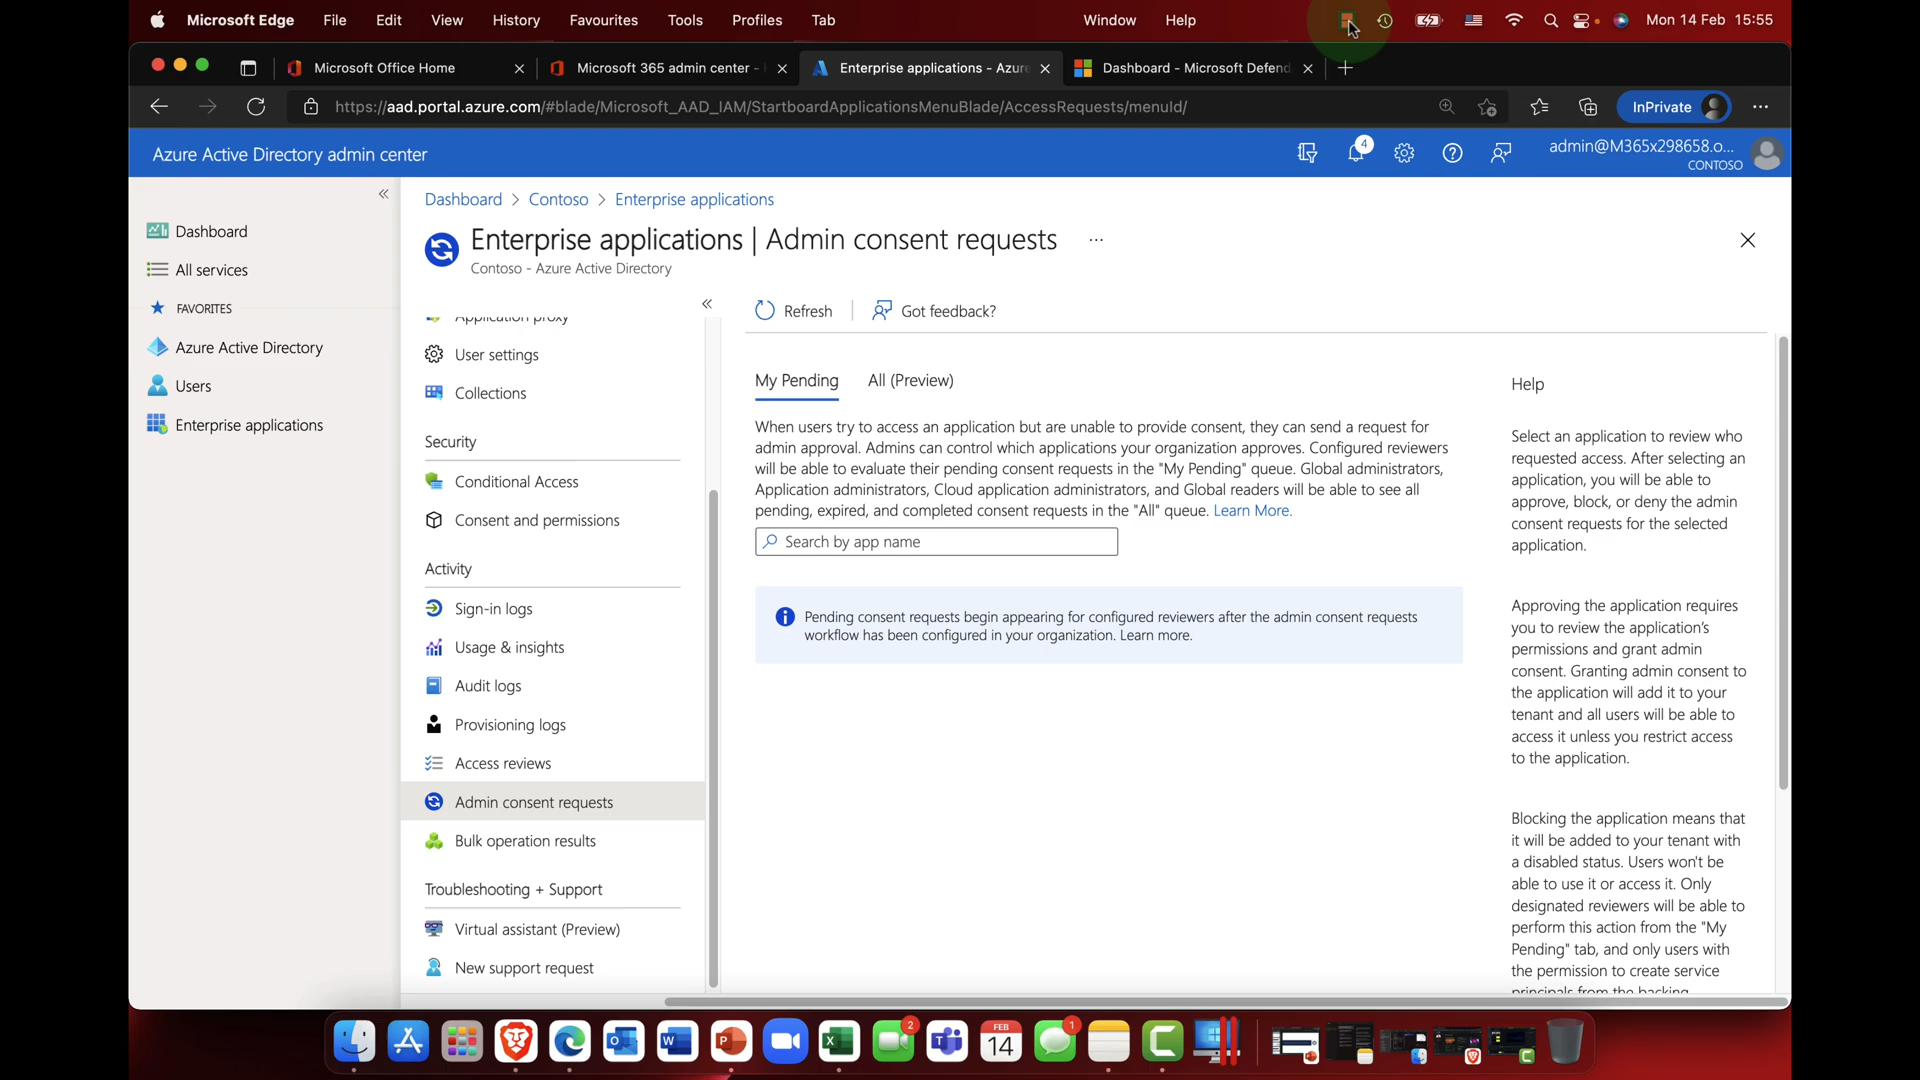 Microsoft Edge File Edit View History Favourites Tools Profiles Tab Window Help Mon 14 Feb 15:55
Microsoft Office Home
Microsoft 365 admin center -
Enterprise applications - Azure
Dashboard - Microsoft Defend
https://aad.portal.azure.com/#blade/Microsoft_AAD_IAM/StartboardApplicationsMenuBlade/AccessRequests/menuId/
InPrivate
Azure Active Directory admin center
4
admin@M365x298658.o...
CONTOSO
Dashboard
All services
FAVORITES
Azure Active Directory
Users
Enterprise applications
Dashboard > Contoso > Enterprise applications
Enterprise applications | Admin consent requests ...
Contoso - Azure Active Directory
Application proxy
User settings
Collections
Security
Conditional Access
Consent and permissions
Activity
Sign-in logs
Usage & insights
Audit logs
Provisioning logs
Access reviews
Admin consent requests
Bulk operation results
Troubleshooting + Support
Virtual assistant (Preview)
New support request
Refresh
Got feedback?
My Pending
All (Preview)
When users try to access an application but are unable to provide consent, they can send a request for
admin approval. Admins can control which applications your organization approves. Configured reviewers
will be able to evaluate their pending consent requests in the "My Pending" queue. Global administrators,
Application administrators, Cloud application administrators, and Global readers will be able to see all
pending, expired, and completed consent requests in the "All" queue. Learn More.
Search by app name
Pending consent requests begin appearing for configured reviewers after the admin consent requests
workflow has been configured in your organization. Learn more.
Help
Select an application to review who
requested access. After selecting an
application, you will be able to
approve, block, or deny the admin
consent requests for the selected
application.
Approving the application requires
you to review the application's
permissions and grant admin
consent. Granting admin consent to
the application will add it to your
tenant and all users will be able to
access it unless you restrict access
to the application.
Blocking the application means that
it will be added to your tenant with
a disabled status. Users won't be
able to use it or access it. Only
designated reviewers will be able to
perform this action from the "My
Pending" tab, and only users with
the permission to create service
principals from the backing
2
FEB
14
1